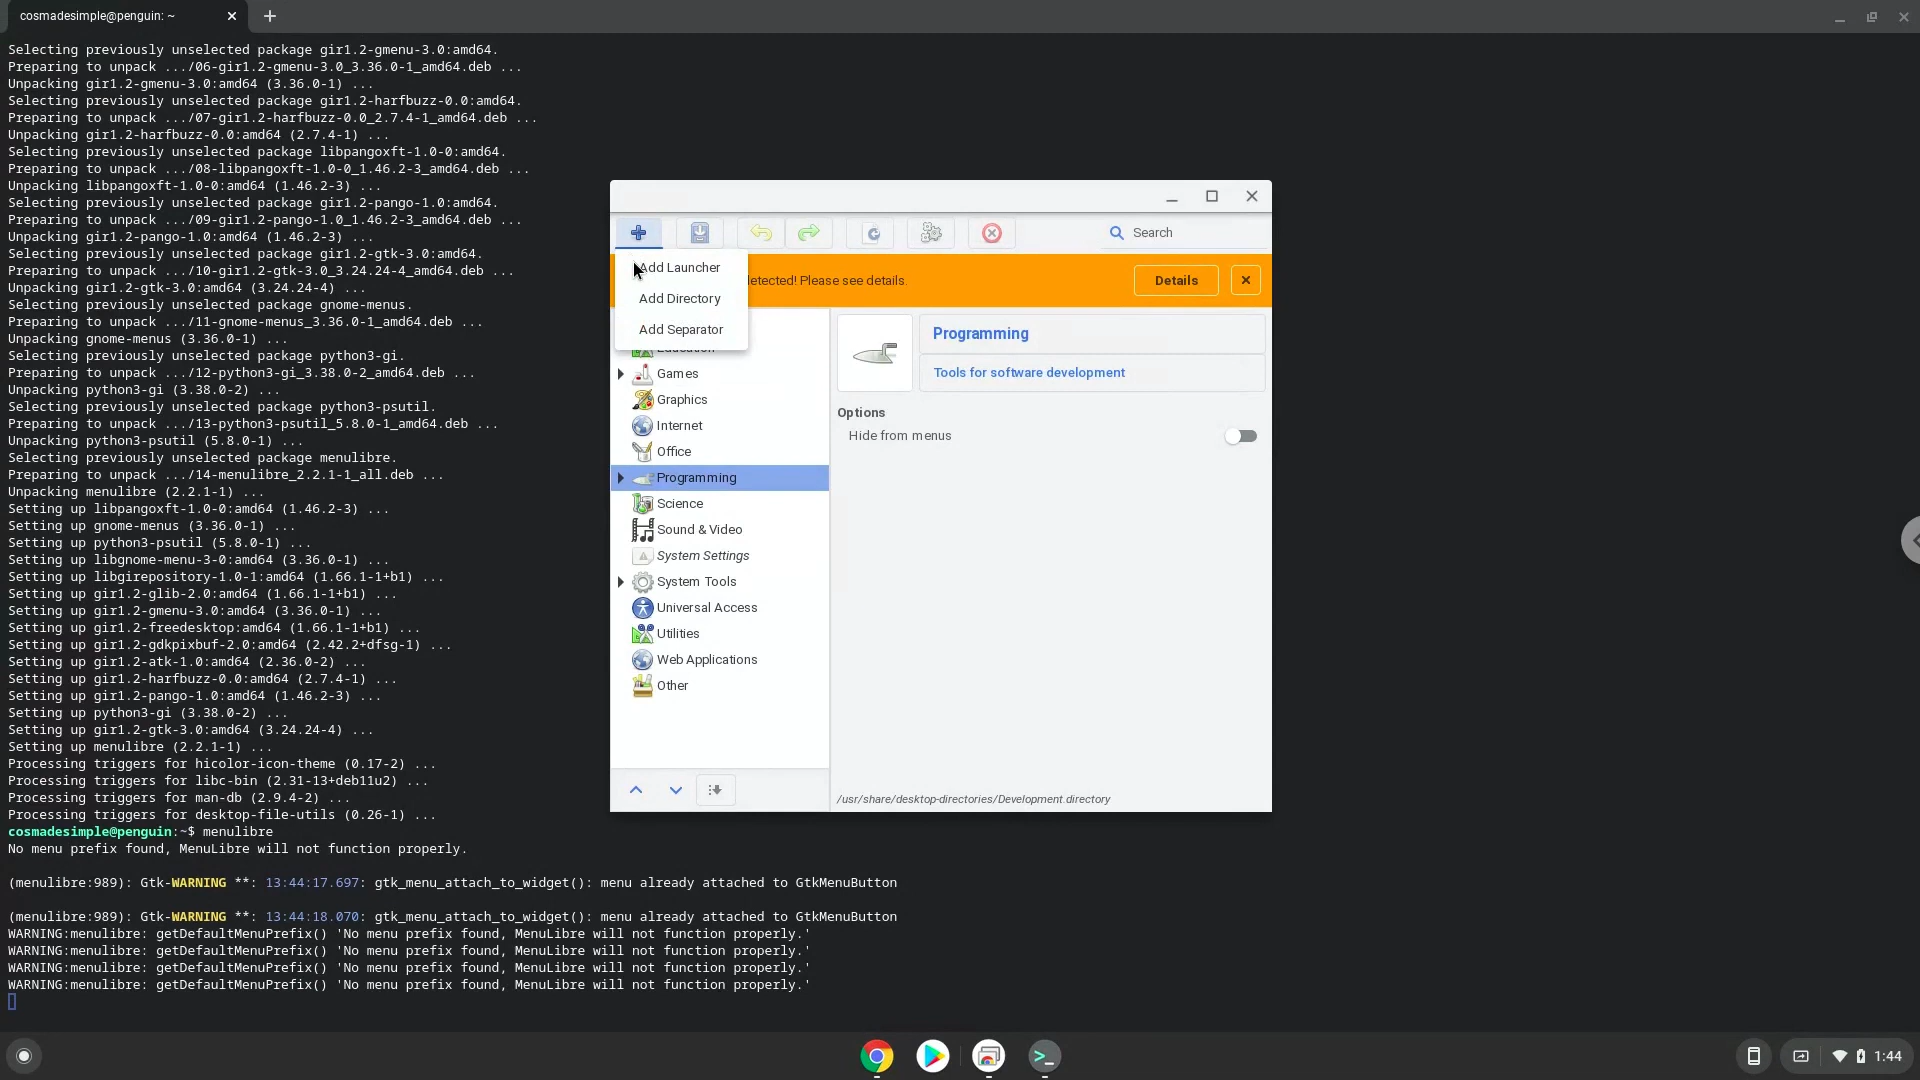 cosmadesimple@penguin: ~
Selecting previously unselected package gir1.2-gmenu-3.0:amd64.
Preparing to unpack .../06-gir1.2-gmenu-3.0_3.36.0-1_amd64.deb ...
Unpacking gir1.2-gmenu-3.0:amd64 (3.36.0-1) ...
Selecting previously unselected package gir1.2-harfbuzz-0.0:amd64.
Preparing to unpack .../07-gir1.2-harfbuzz-0.0_2.7.4-1_amd64.deb ...
Unpacking gir1.2-harfbuzz-0.0:amd64 (2.7.4-1) ...
Selecting previously unselected package libpangoxft-1.0-0:amd64.
Preparing to unpack .../08-libpangoxft-1.0-0_1.46.2-3_amd64.deb ...
Unpacking libpangoxft-1.0-0:amd64 (1.46.2-3) ...
Selecting previously unselected package gir1.2-pango-1.0:amd64.
Preparing to unpack .../09-gir1.2-pango-1.0_1.46.2-3_amd64.deb ...
Unpacking gir1.2-pango-1.0:amd64 (1.46.2-3) ...
Selecting previously unselected package gir1.2-gtk-3.0:amd64.
Preparing to unpack .../10-gir1.2-gtk-3.0_3.24.24-4_amd64.deb ...
Unpacking gir1.2-gtk-3.0:amd64 (3.24.24-4) ...
Selecting previously unselected package gnome-menus.
Preparing to unpack .../11-gnome-menus_3.36.0-1_amd64.deb ...
Unpacking gnome-menus (3.36.0-1) ...
Selecting previously unselected package python3-gi.
Preparing to unpack .../12-python3-gi_3.38.0-2_amd64.deb ...
Unpacking python3-gi (3.38.0-2) ...
Selecting previously unselected package python3-psutil.
Preparing to unpack .../13-python3-psutil_5.8.0-1_amd64.deb ...
Unpacking python3-psutil (5.8.0-1) ...
Selecting previously unselected package menulibre.
Preparing to unpack .../14-menulibre_2.2.1-1_all.deb ...
Unpacking menulibre (2.2.1-1) ...
Setting up libpangoxft-1.0-0:amd64 (1.46.2-3) ...
Setting up gnome-menus (3.36.0-1) ...
Setting up python3-psutil (5.8.0-1) ...
Setting up libgnome-menu-3-0:amd64 (3.36.0-1) ...
Setting up libgirepository-1.0-1:amd64 (1.66.1-1+b1) ...
Setting up gir1.2-glib-2.0:amd64 (1.66.1-1+b1) ...
Setting up gir1.2-gmenu-3.0:amd64 (3.36.0-1) ...
Setting up gir1.2-freedesktop:amd64 (1.66.1-1+b1) ...
Setting up gir1.2-gdkpixbuf-2.0:amd64 (2.42.2+dfsg-1) ...
Setting up gir1.2-atk-1.0:amd64 (2.36.0-2) ...
Setting up gir1.2-harfbuzz-0.0:amd64 (2.7.4-1) ...
Setting up gir1.2-pango-1.0:amd64 (1.46.2-3) ...
Setting up python3-gi (3.38.0-2) ...
Setting up gir1.2-gtk-3.0:amd64 (3.24.24-4) ...
Setting up menulibre (2.2.1-1) ...
Processing triggers for hicolor-icon-theme (0.17-2) ...
Processing triggers for libc-bin (2.31-13+deb11u2) ...
Processing triggers for man-db (2.9.4-2) ...
Processing triggers for desktop-file-utils (0.26-1) ...
cosmadesimple@penguin:~$ menulibre
No menu prefix found, MenuLibre will not function properly.
(menulibre:989): Gtk-WARNING **: 13:44:17.697: gtk_menu_attach_to_widget(): menu already attached to GtkMenuButton
(menulibre:989): Gtk-WARNING **: 13:44:18.070: gtk_menu_attach_to_widget(): menu already attached to GtkMenuButton
WARNING:menulibre: getDefaultMenuPrefix() 'No menu prefix found, MenuLibre will not function properly.'
WARNING:menulibre: getDefaultMenuPrefix() 'No menu prefix found, MenuLibre will not function properly.'
WARNING:menulibre: getDefaultMenuPrefix() 'No menu prefix found, MenuLibre will not function properly.'
WARNING:menulibre: getDefaultMenuPrefix() 'No menu prefix found, MenuLibre will not function properly.'
Search
Add Launcher
Add Directory
Add Separator
etected! Please see details.
Details
Education
Games
Graphics
Internet
Office
Programming
Science
Sound & Video
System Settings
System Tools
Universal Access
Utilities
Web Applications
Other
Programming
Tools for software development
Options
Hide from menus
/usr/share/desktop-directories/Development.directory
1:44